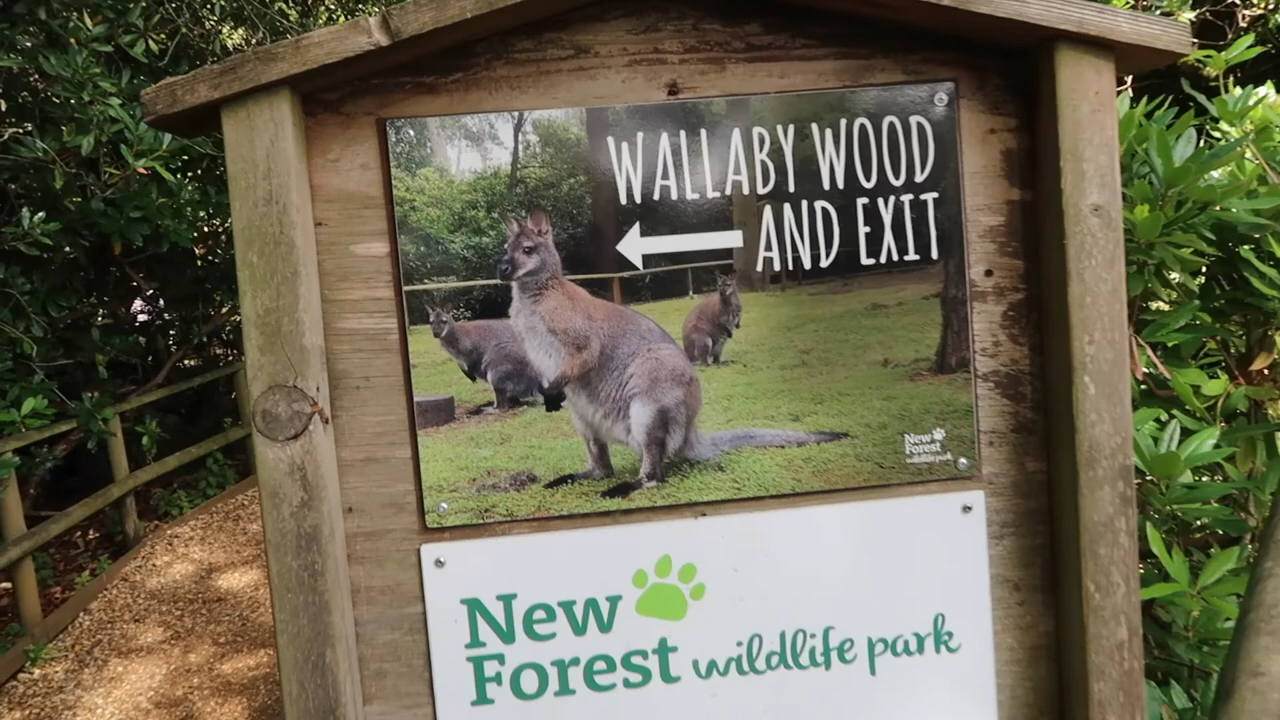 WALLABY WOOD
AND EXIT
New
Forest
wildlife park
New
Forest wildlife park